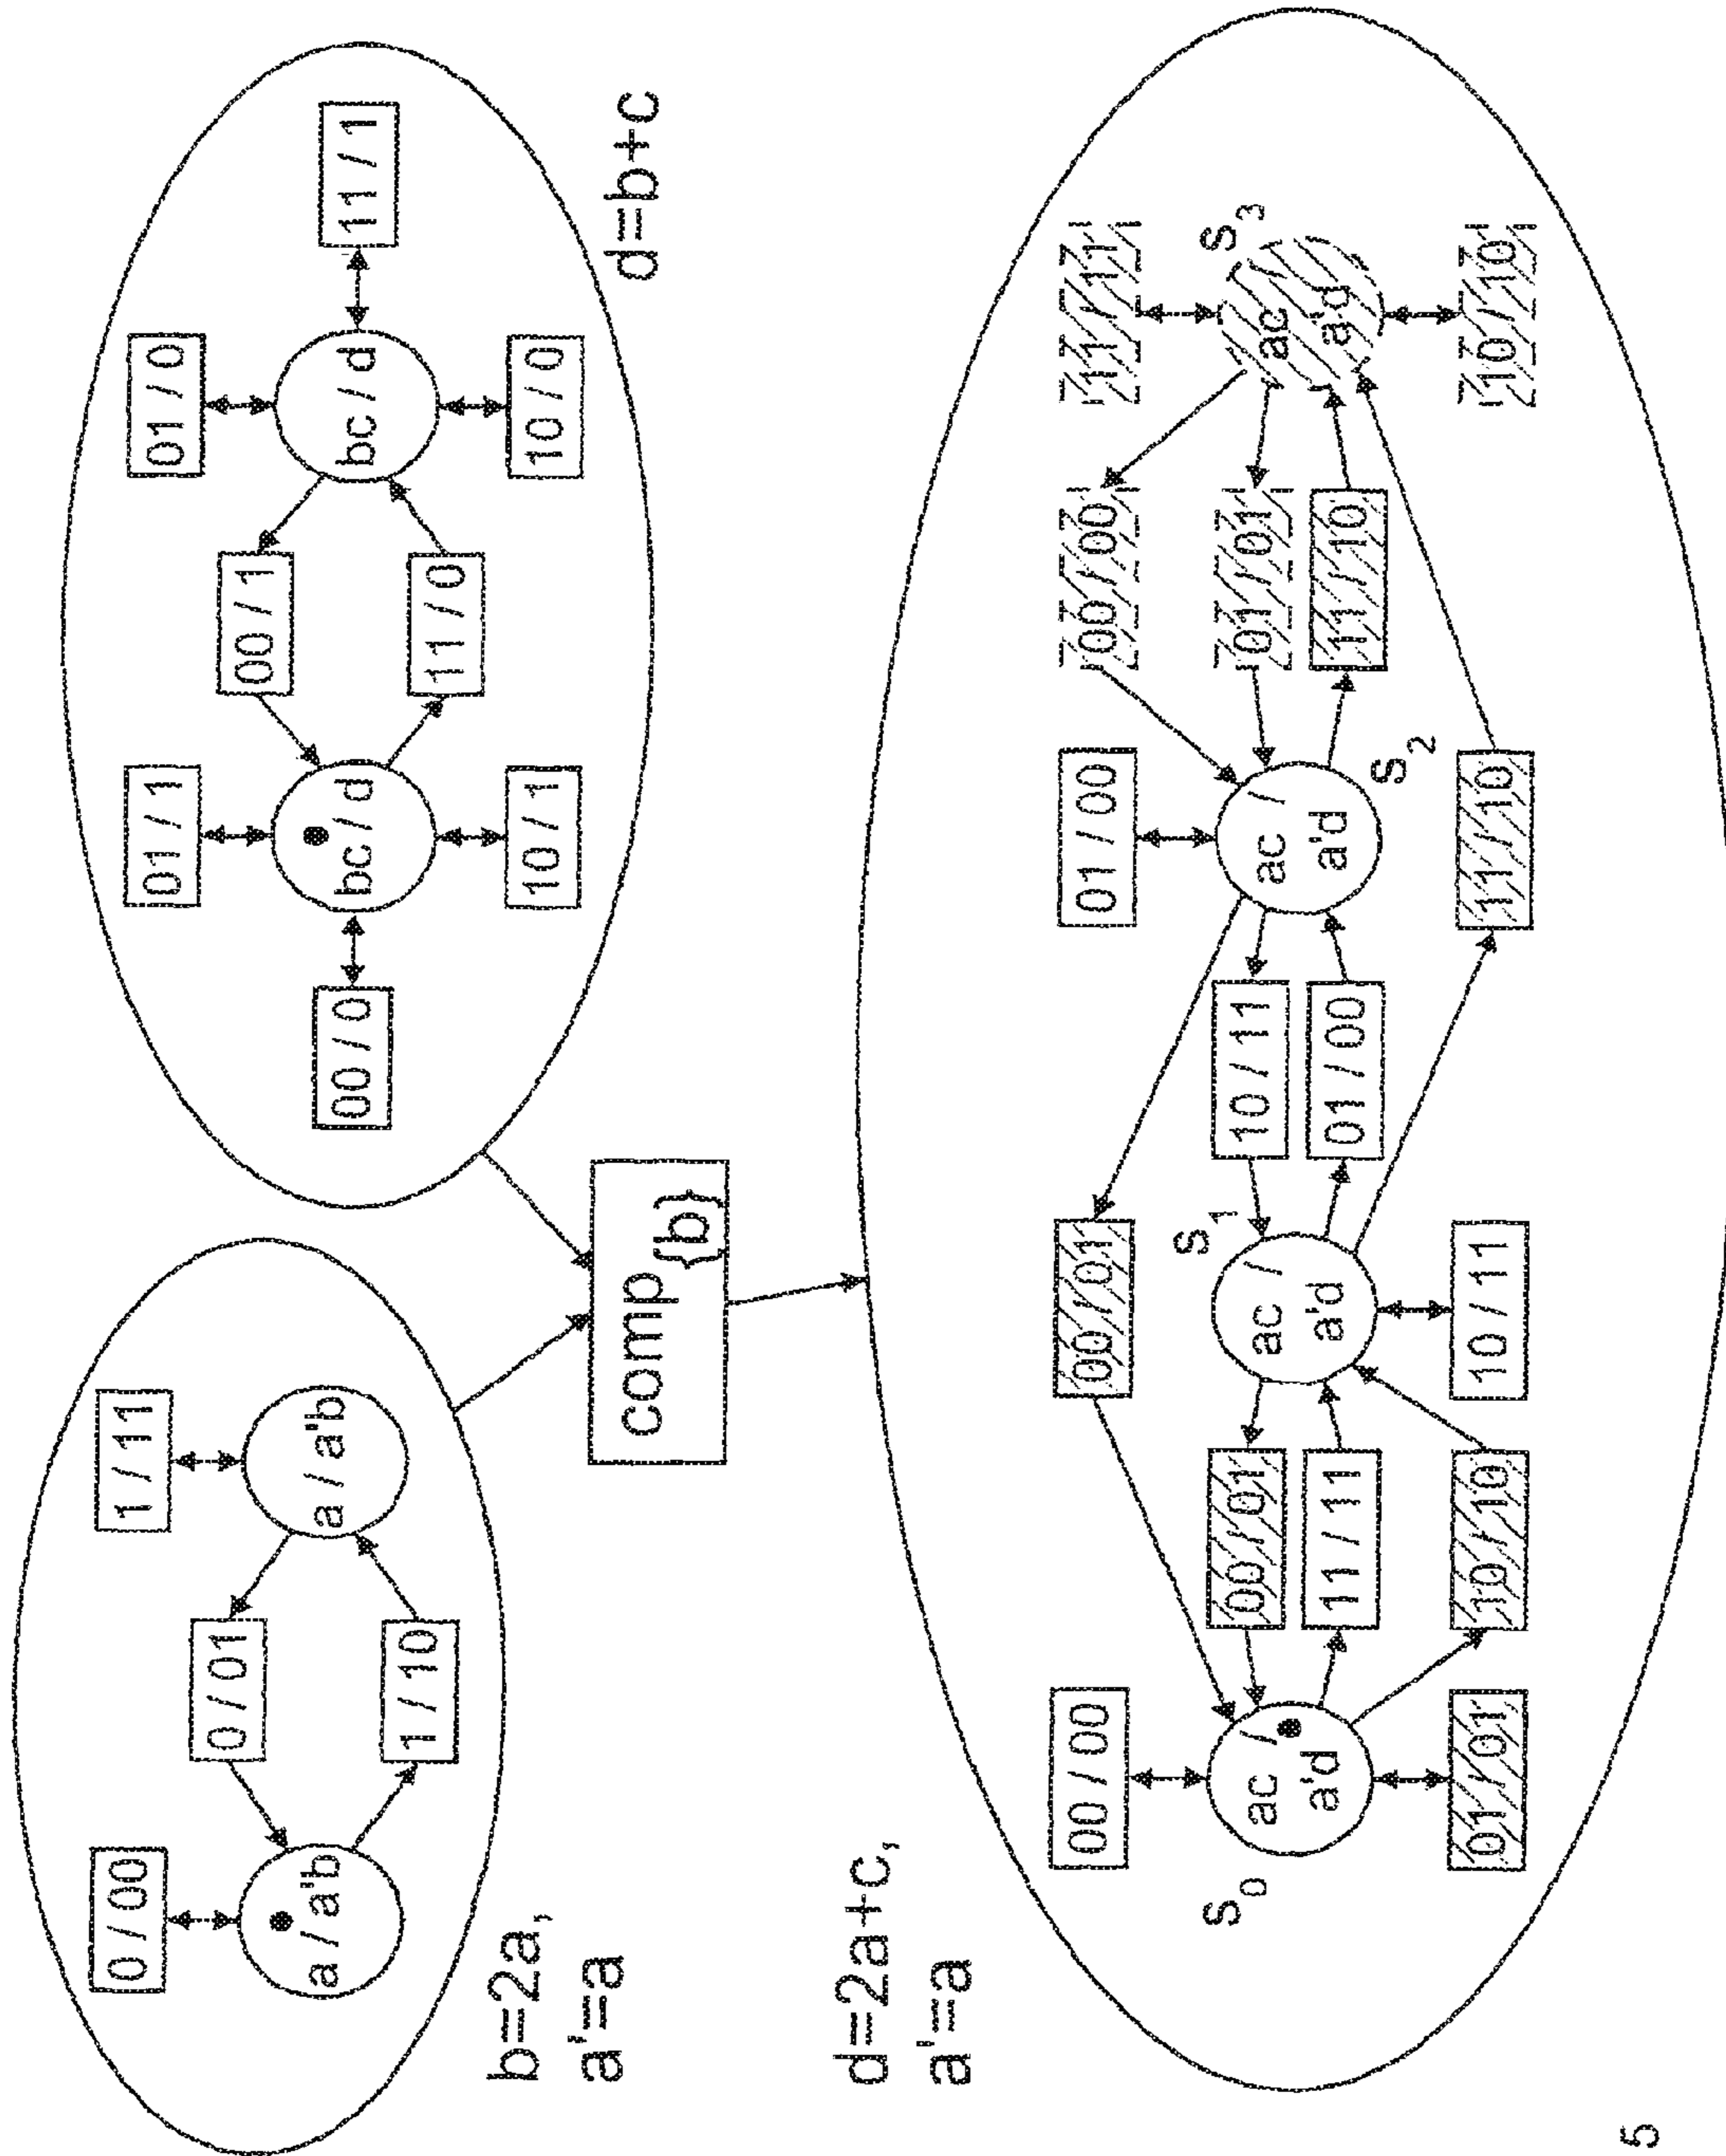 0 / 00
1 / 11
a / a'b
0 / 01
a / a'b
1 / 10
b=2a,
a'=a
01 / 1
01 / 0
00 / 1
00 / 0
bc / d
bc / d
11 / 1
11 / 0
10 / 1
10 / 0
d=b+c
comp{b}
d=2a+c,
a'=a
00 / 00
00 / 01
01 / 00
00 / 00
11 / 11
S0
ac /
a'd
00 / 01
11 / 11
S1
ac /
a'd
10 / 11
01 / 00
ac /
a'd
S2
01 / 01
11 / 10
S3
ac /
a'd
01 / 01
10 / 10
10 / 11
11 / 10
10 / 10
5